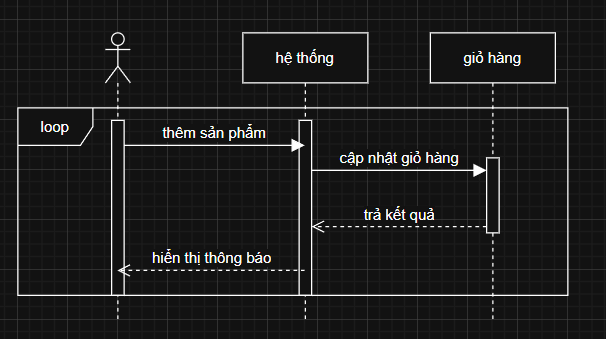 hệ thống
giỏ hàng
loop
thêm sản phẩm
cập nhật giỏ hàng
trả kết quả
hiển thị thông báo